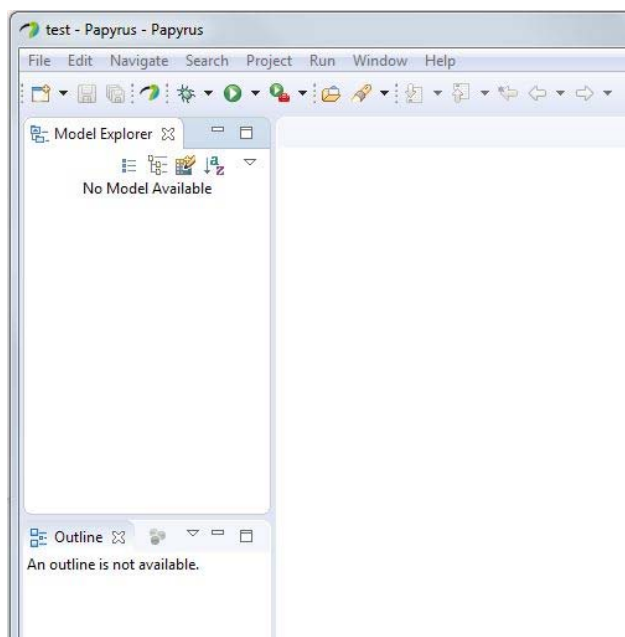 test - Papyrus - Papyrus
File Edit Navigate Search Project Run Window Help
Model Explorer
No Model Available
Outline
An outline is not available.